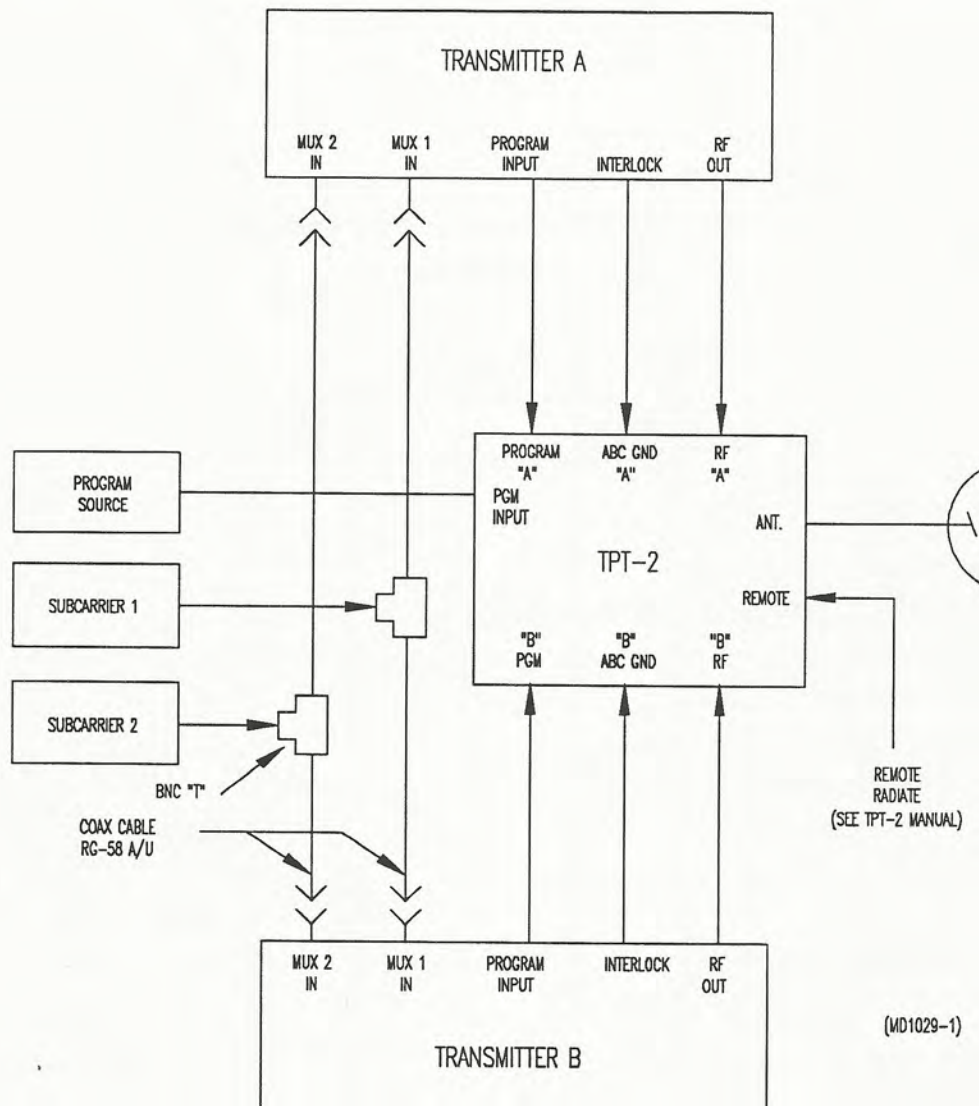 TRANSMITTER A
MUX 2
IN
MUX 1
IN
PROGRAM
INPUT
INTERLOCK
RF
OUT
PROGRAM
"A"
ABC GND
"A"
RF
"A"
PROGRAM
SOURCE
PGM
INPUT
ANT.
TPT-2
SUBCARRIER 1
REMOTE
"B"
PGM
"B"
ABC GND
"B"
RF
SUBCARRIER 2
BNC "T"
REMOTE
RADIATE
(SEE TPT-2 MANUAL)
COAX CABLE
RG-58 A/U
MUX 2
IN
MUX 1
IN
PROGRAM
INPUT
INTERLOCK
RF
OUT
(MD1029-1)
TRANSMITTER B